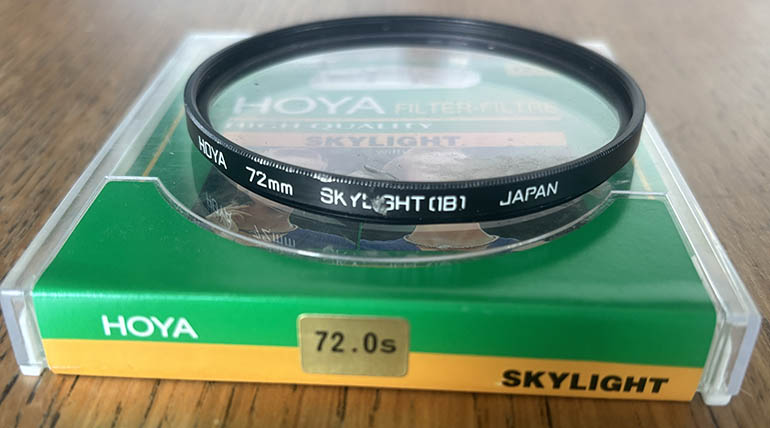 HOYA FILTER-FILTRE
HIGH QUALITY
SKYLIGHT
HOYA 72mm SKYLIGHT(1B) JAPAN
HOYA
72.0s
SKYLIGHT